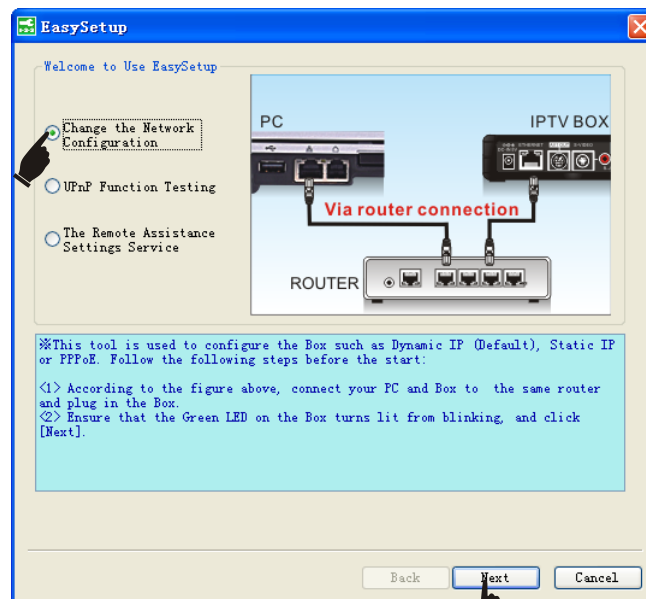 EasySetup
Welcome to Use EasySetup
Change the Network
Configuration
UPnP Function Testing
The Remote Assistance
Settings Service
PC
IPTV BOX
ETHERNET
S-VIDEO
Via router connection
ROUTER
※This tool is used to configure the Box such as Dynamic IP (Default), Static IP
or PPPoE. Follow the following steps before the start:
<1> According to the figure above, connect your PC and Box to  the same router
and plug in the Box.
<2> Ensure that the Green LED on the Box turns lit from blinking, and click
[Next].
Back
Next
Cancel